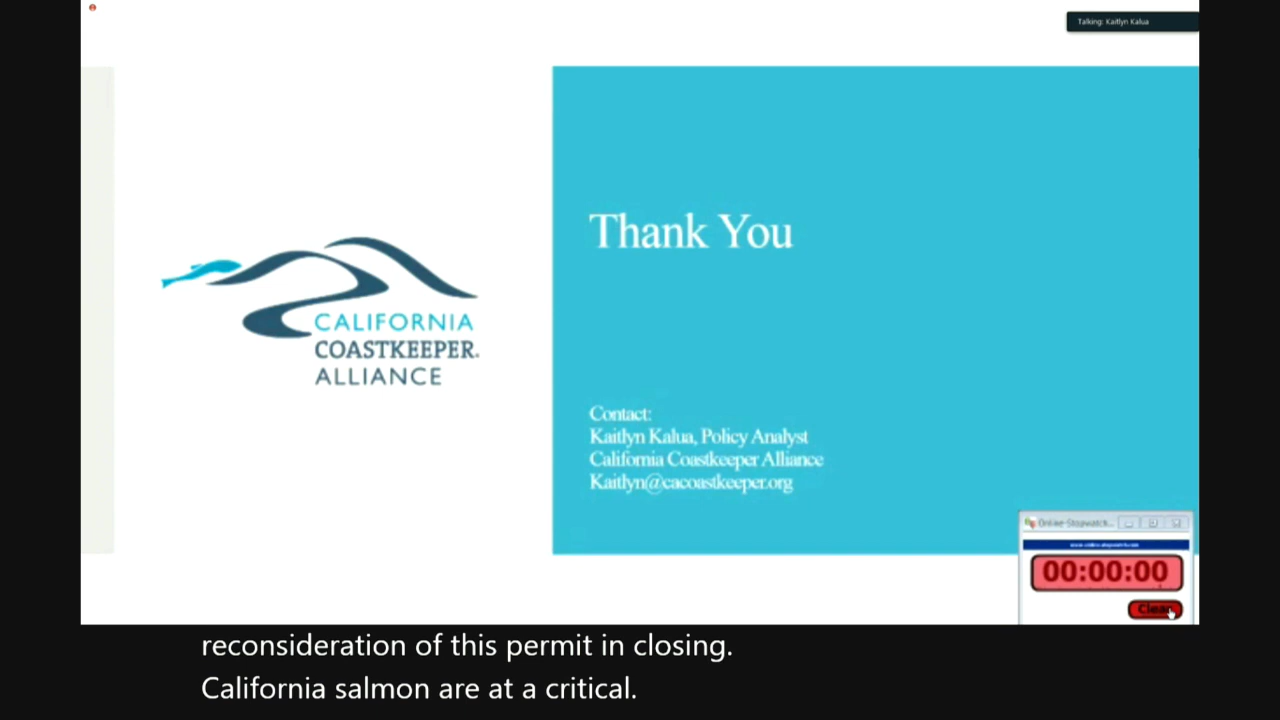 Talking: Kaitlyn Kalua
Thank You
CALIFORNIA
COASTKEEPER.
ALLIANCE
Contact:
Kaitlyn Kalua, Policy Analyst
California Coastkeeper Alliance
Kaitlyn@cacoastkeeper.org
Online-Stopwatch...
00:00:00
Clear
reconsideration of this permit in closing.
California salmon are at a critical.